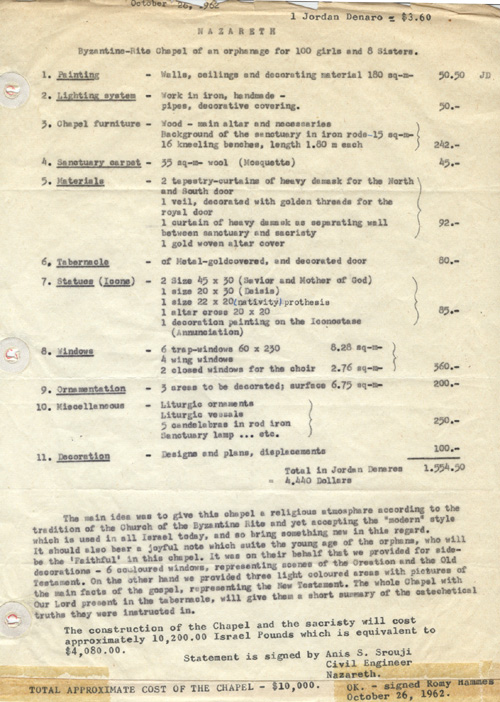 October 26, 1962
1 Jordan Denaro = $3.60
NAZARETH
Byzantine-Rite Chapel of an orphanage for 100 girls and 8 Sisters.
1. Painting - Walls, ceilings and decorating material 180 sq-m- 50.50 JD
2. Lighting system - Work in iron, handmade -
pipes, decorative covering. 50.-
3. Chapel furniture - Wood - main altar and necessaries
Background of the sanctuary in iron rods-15 sq-m-
16 kneeling benches, length 1.80 m each 242.-
4. Sanctuary carpet - 35 sq-m- wool (Mosquette) 45.-
5. Materials - 2 tapestry-curtains of heavy damask for the North
and South door
1 veil, decorated with golden threads for the
royal door
1 curtain of heavy damask as separating wall 92.-
between sanctuary and sacristy
1 gold woven altar cover
6. Tabernacle - of Metal-goldcovered, and decorated door 80.-
7. Statues (Icons) - 2 Size 45 x 30 (Savior and Mother of God)
1 size 20 x 30 (Deisis)
1 size 22 x 20(nativity)prothesis
1 altar cross 20 x 20 85.-
1 decoration painting on the Iconostase
(Annunciation)
8. Windows - 6 trap-windows 60 x 230 8.28 sq-m-
4 wing windows
2 closed windows for the choir 2.76 sq-m- 360.-
9. Ornamentation - 3 areas to be decorated; surface 6.75 sq-m- 200.-
10. Miscellaneous - Liturgic ornaments
Liturgic vessals
5 candelabras in rod iron 250.-
Sanctuary lamp ... etc.
11. Decoration - Designs and plans, displacements 100.-
Total in Jordan Denares 1.554.50
" 4,440 Dollars
The main idea was to give this chapel a religious atmosphere according to the
tradition of the Church of the Byzantine Rite and yet accepting the "modern" style
which is used in all Israel today, and so bring something new in this regard.
It should also bear a joyful note which suits the young age of the orphans, who will
be the 'Faithful' in this chapel. It was on their behalf that we provided for side-
decorations - 6 couloured windows, representing scenes of the Creation and the Old
Testament. On the other hand we provided three light coloured areas with pictures of
the main facts of the gospel, representing the New Testament. The whole Chapel with
Our Lord present in the tabernacle, will give them a short summary of the catechetical
truths they were instructed in.
The construction of the Chapel and the sacristy will cost
approximately 10,200.00 Israel Pounds which is equivalent to
$4,080.00.
Statement is signed by Anis S. Srouji
Civil Engineer
Nazareth.
TOTAL APPROXIMATE COST OF THE CHAPEL - $10,000.
OK. - signed Romy Hammes
October 26, 1962.